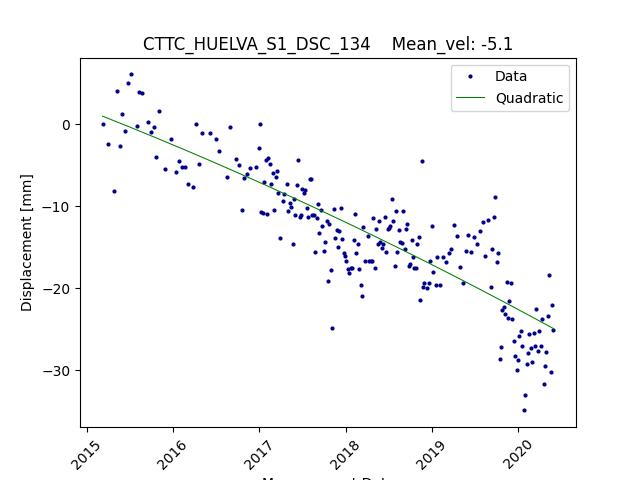 CTTC_HUELVA_S1_DSC_134    Mean_vel: -5.1
Data
Quadratic
Displacement [mm]
0
−10
−20
−30
2015
2016
2017
2018
2019
2020